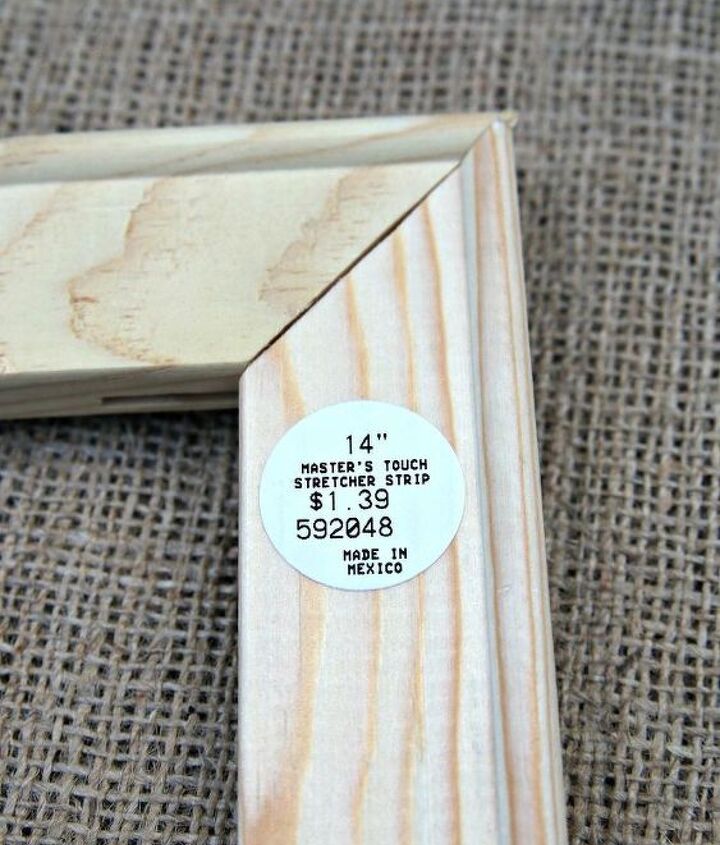 14"
MASTER'S TOUCH
STRETCHER STRIP
$1.39
592048
MADE IN
MEXICO